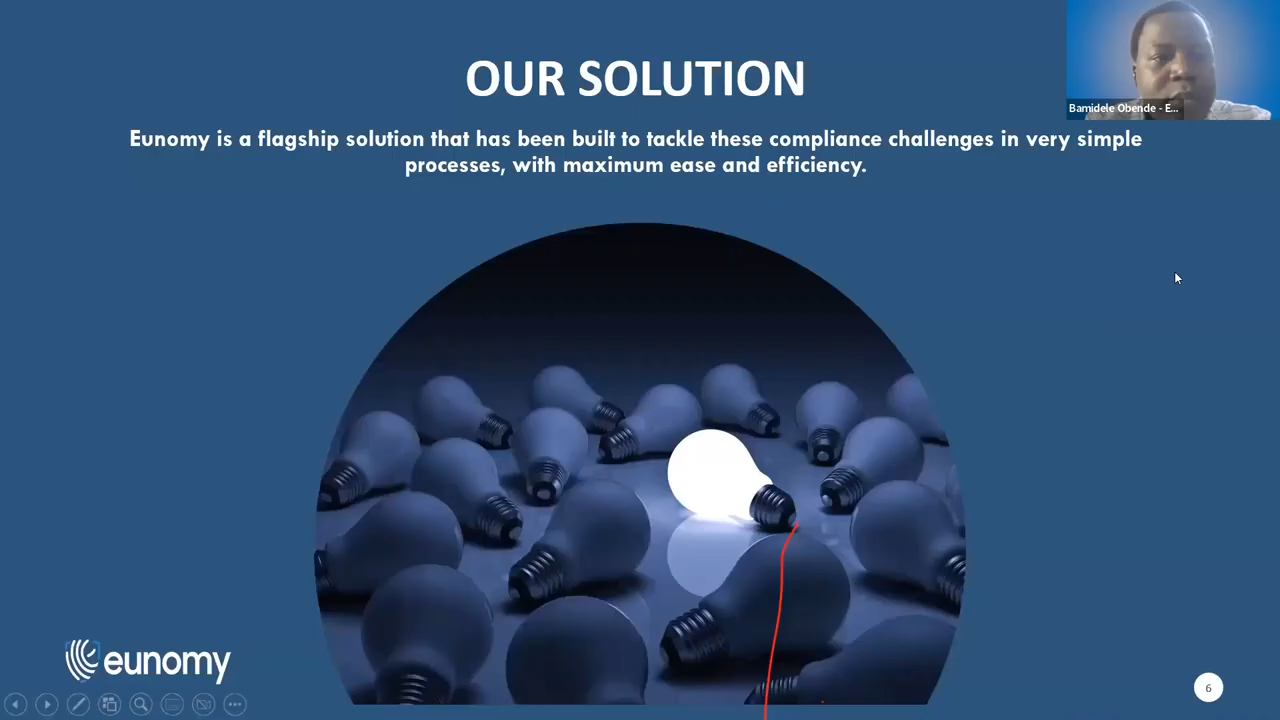 OUR SOLUTION
Bamidele Obende - E...
Eunomy is a flagship solution that has been built to tackle these compliance challenges in very simple
processes, with maximum ease and efficiency.
eunomy
6